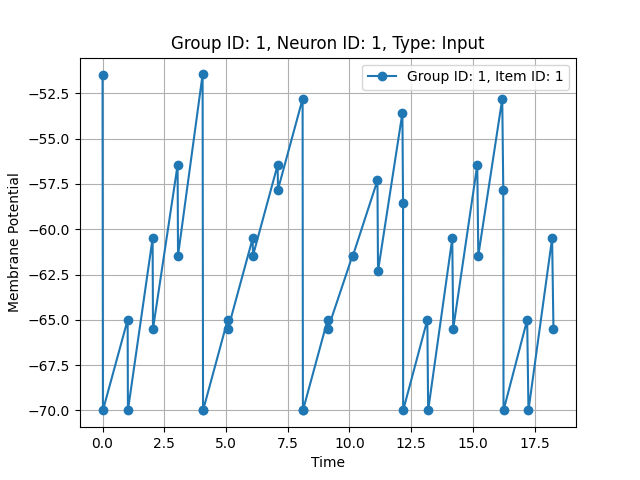 Group ID: 1, Neuron ID: 1, Type: Input
Group ID: 1, Item ID: 1
Membrane Potential
−52.5
−55.0
−57.5
−60.0
−62.5
−65.0
−67.5
−70.0
0.0 2.5 5.0 7.5 10.0 12.5 15.0 17.5
Time